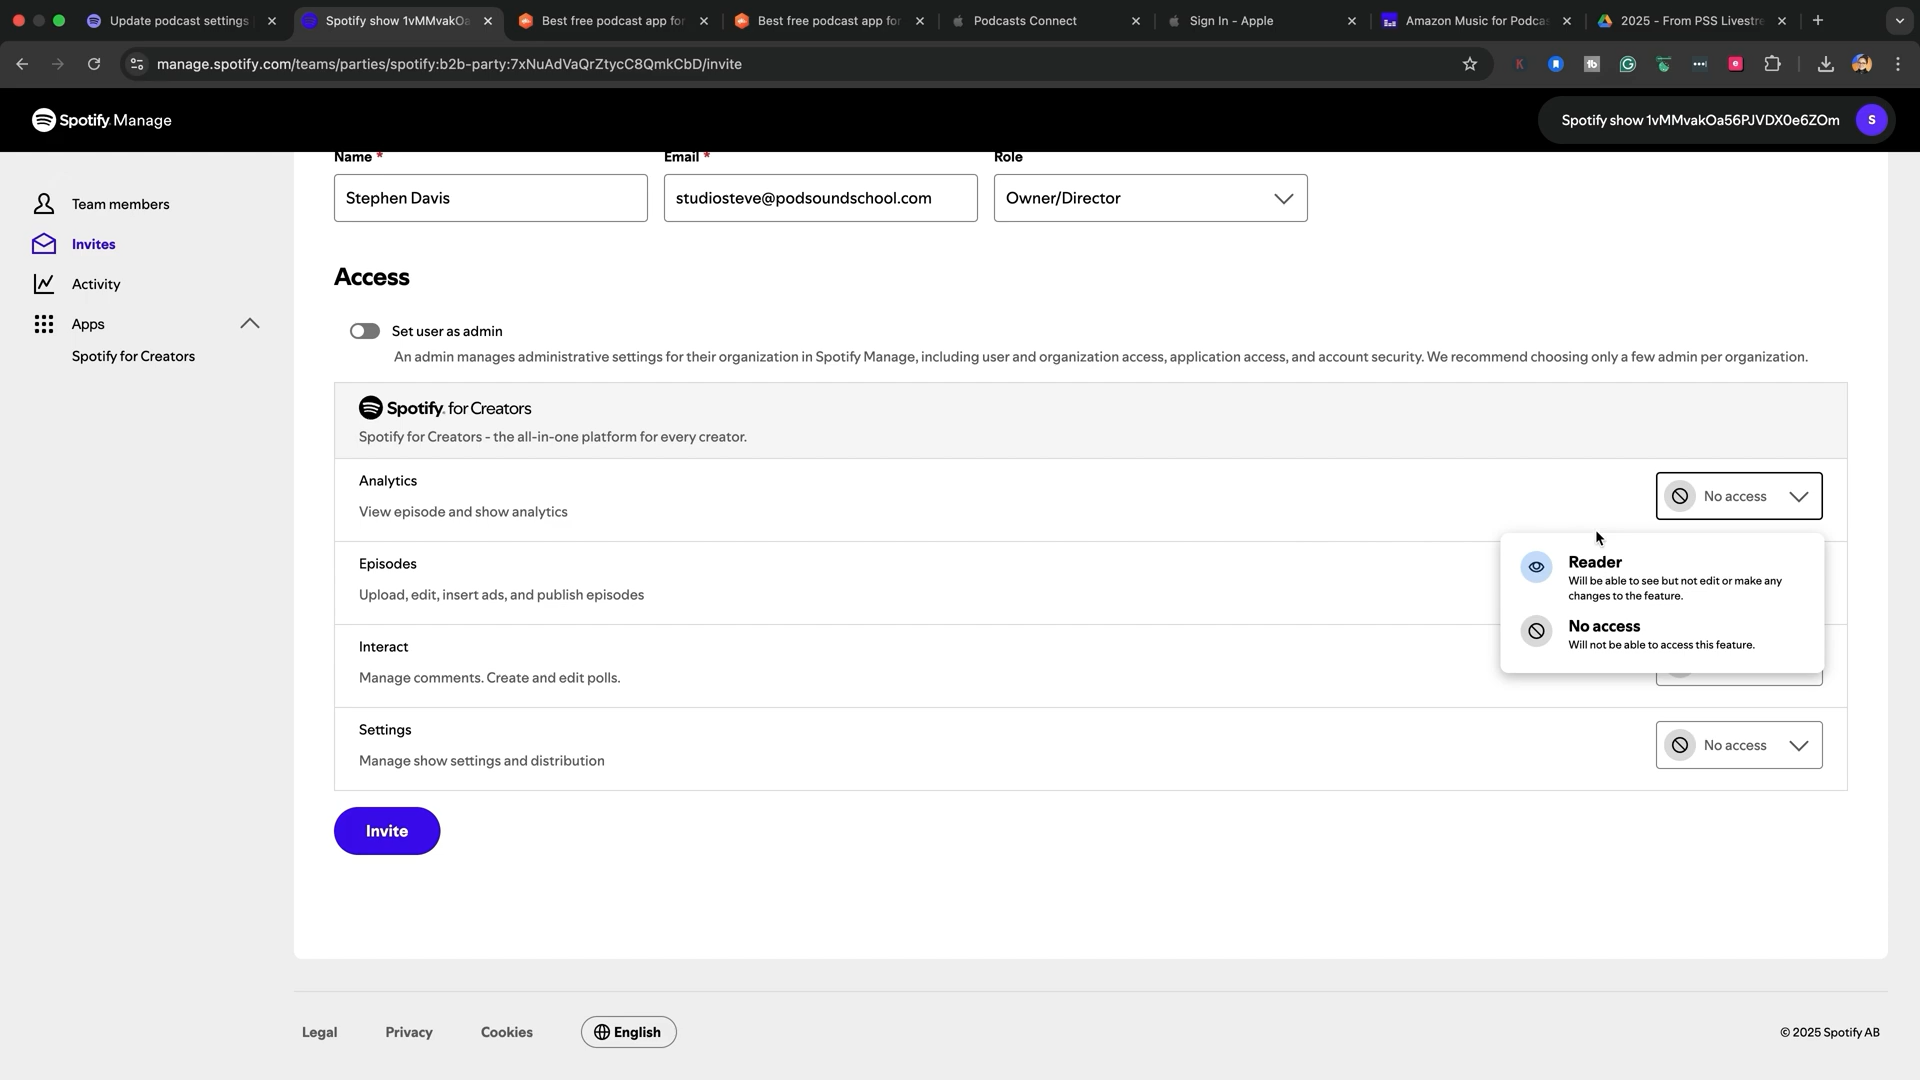 Update podcast settings
Spotify show 1vMMvakOa
Best free podcast app for
Best free podcast app for
Podcasts Connect
Sign In - Apple
Amazon Music for Podca
2025 - From PSS Livestre
manage.spotify.com/teams/parties/spotify:b2b-party:7xNuAdVaQrZtycC8QmkCbD/invite
Spotify Manage
Spotify show 1vMMvakOa56PJVDX0e6ZOm
S
Team members
Invites
Activity
Apps
Spotify for Creators
Name *
Email *
Role
Stephen Davis
studiosteve@podsoundschool.com
Owner/Director
Access
Set user as admin
An admin manages administrative settings for their organization in Spotify Manage, including user and organization access, application access, and account security. We recommend choosing only a few admin per organization.
Spotify for Creators
Spotify for Creators - the all-in-one platform for every creator.
Analytics
View episode and show analytics
No access
Reader
Will be able to see but not edit or make any
changes to the feature.
No access
Will not be able to access this feature.
Episodes
Upload, edit, insert ads, and publish episodes
Interact
Manage comments. Create and edit polls.
Settings
Manage show settings and distribution
No access
Invite
Legal
Privacy
Cookies
English
© 2025 Spotify AB